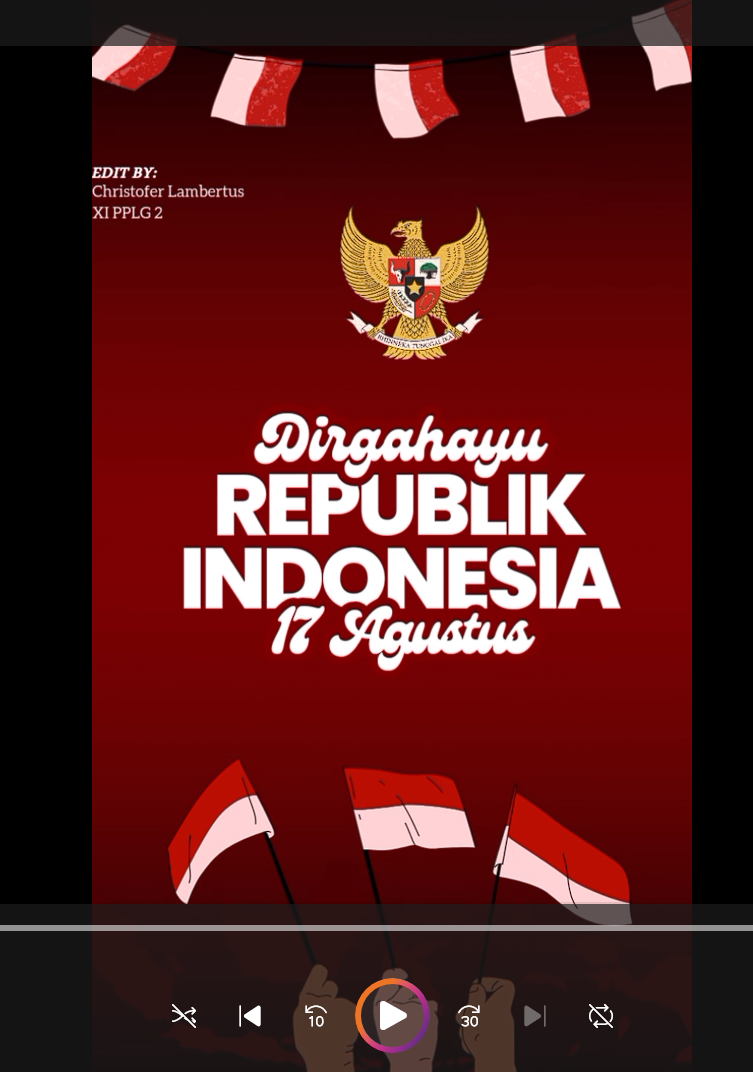 EDIT BY:
Christofer Lambertus
XI PPLG 2
BHINNEKA TUNGGAL IKA
Dirgahayu
REPUBLIK
INDONESIA
17 Agustus
10
30